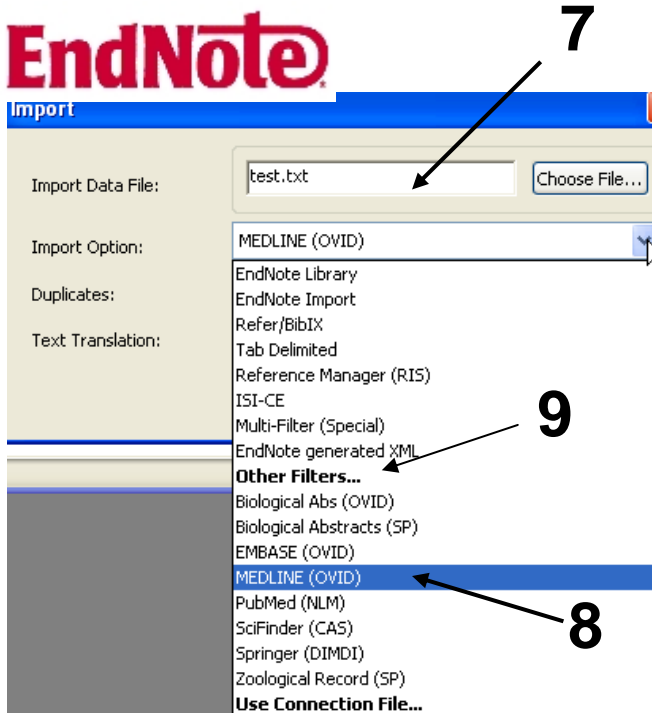 7
EndNote
Import
Import Data File:
test.txt
Choose File...
Import Option:
MEDLINE (OVID)
Duplicates:
Text Translation:
EndNote Library
EndNote Import
Refer/BibIX
Tab Delimited
Reference Manager (RIS)
ISI-CE
Multi-Filter (Special)
9
EndNote generated XML
Other Filters...
Biological Abs (OVID)
Biological Abstracts (SP)
EMBASE (OVID)
MEDLINE (OVID)
PubMed (NLM)
8
SciFinder (CAS)
Springer (DIMDI)
Zoological Record (SP)
Use Connection File...